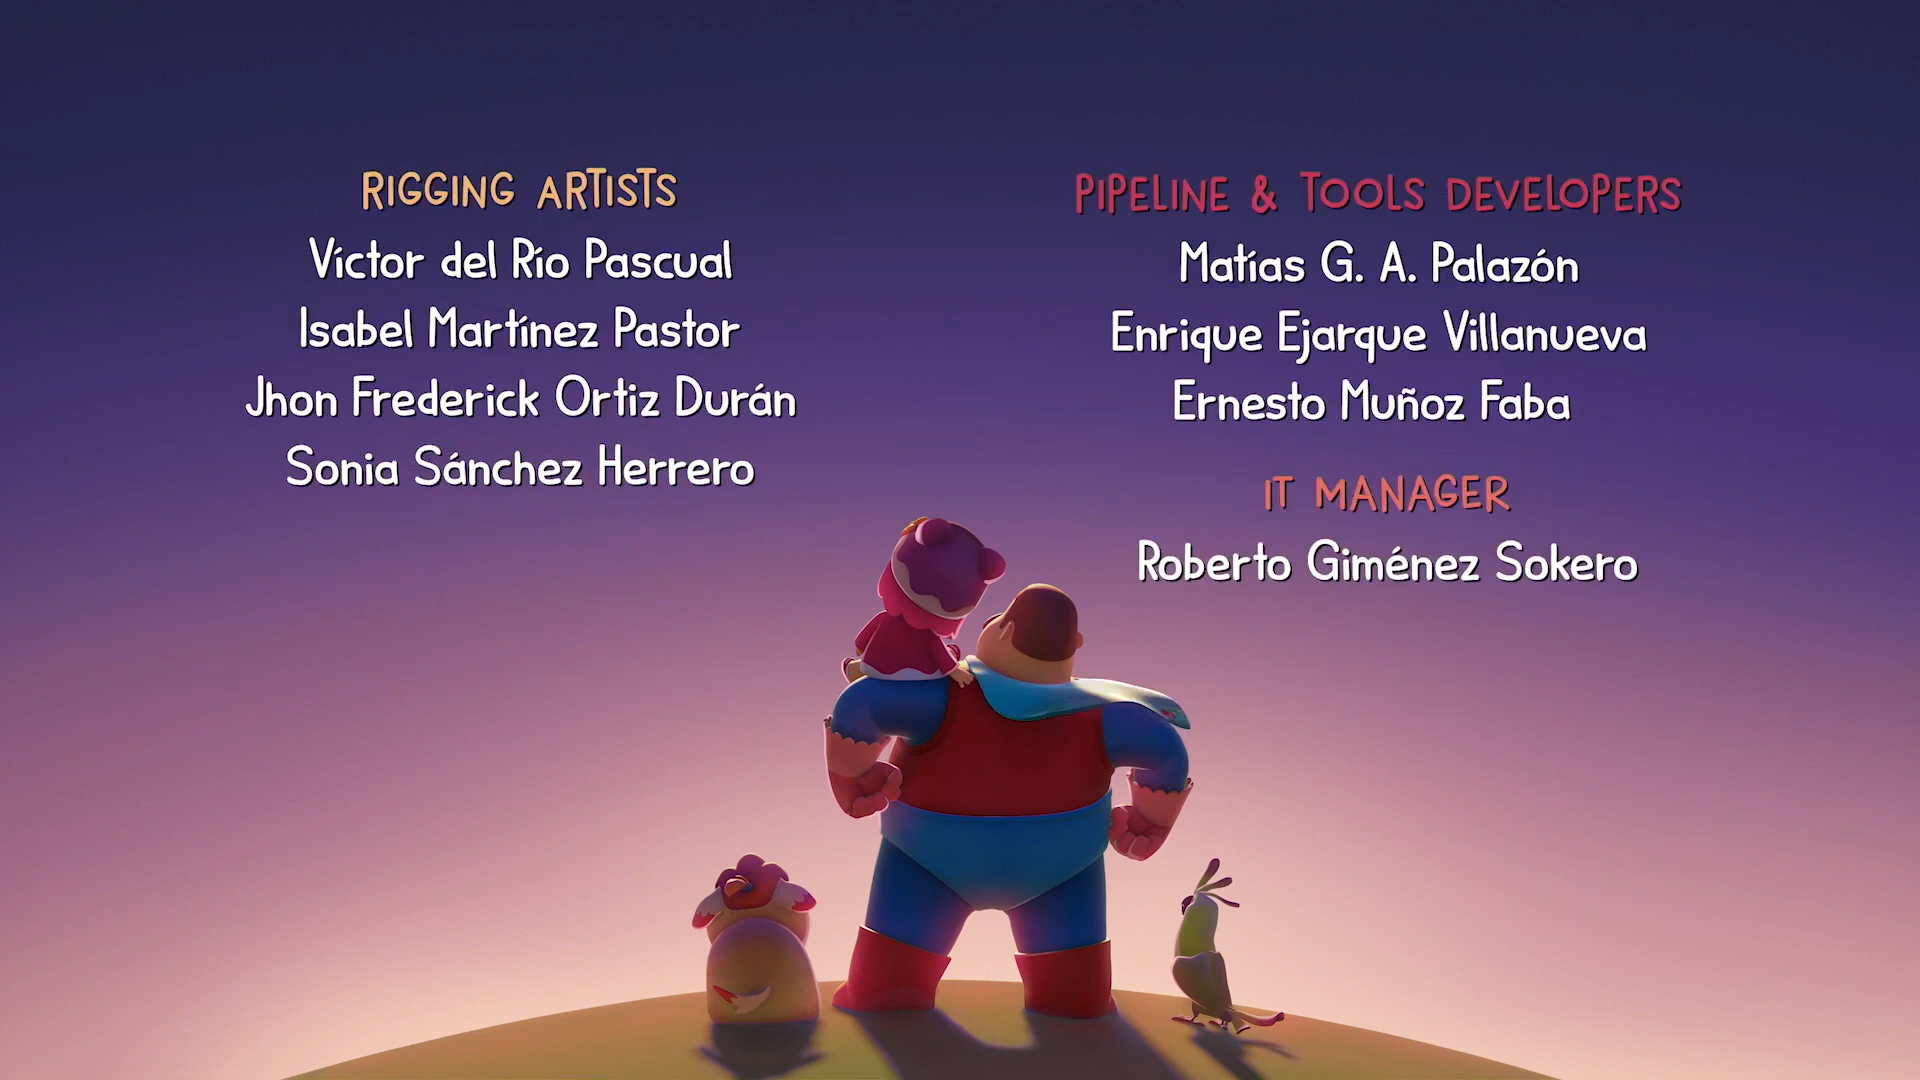 RIGGING ARTISTS
Víctor del Río Pascual
Isabel Martínez Pastor
Jhon Frederick Ortiz Durán
Sonia Sánchez Herrero
PIPELINE & TOOLS DEVELOPERS
Matías G. A. Palazón
Enrique Ejarque Villanueva
Ernesto Muñoz Faba
IT MANAGER
Roberto Giménez Sokero